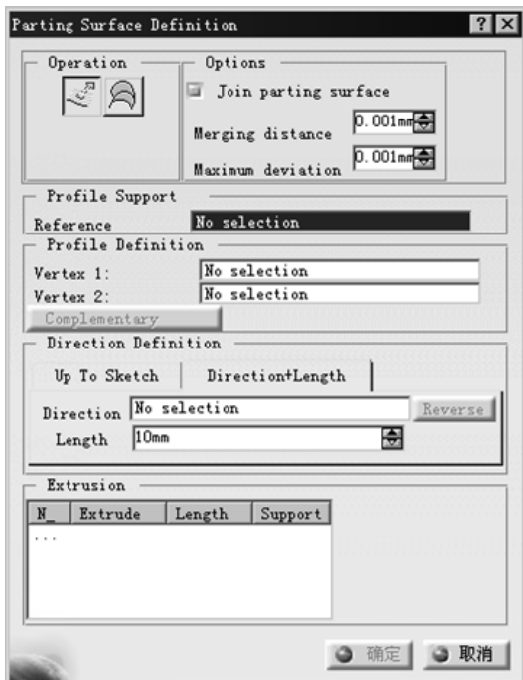 Parting Surface Definition
Operation
Options
Join parting surface
Merging distance 0.001mm
Maximum deviation 0.001mm
Profile Support
Reference No selection
Profile Definition
Vertex 1: No selection
Vertex 2: No selection
Complementary
Direction Definition
Up To Sketch Direction+Length
Direction No selection Reverse
Length 10mm
Extrusion
N_ Extrude Length Support
...
确定 取消